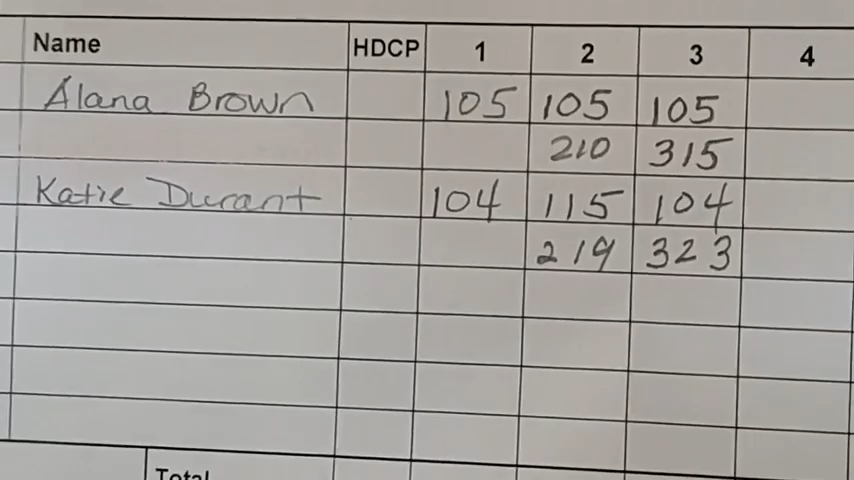 Name HDCP 1 2 3 4
Alana Brown 105 105 105
210 315
Katie Durant 104 115 104
219 323
Total